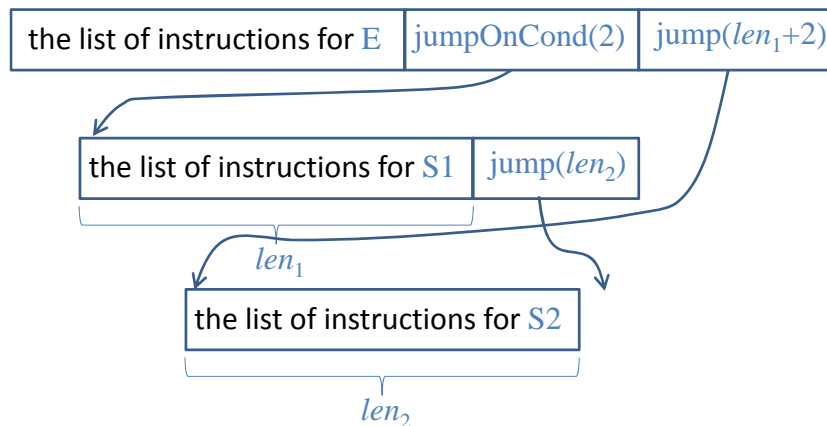 the list of instructions for E jumpOnCond(2) jump(len₁+2)
the list of instructions for S1 jump(len₂)
len₁
the list of instructions for S2
len₂